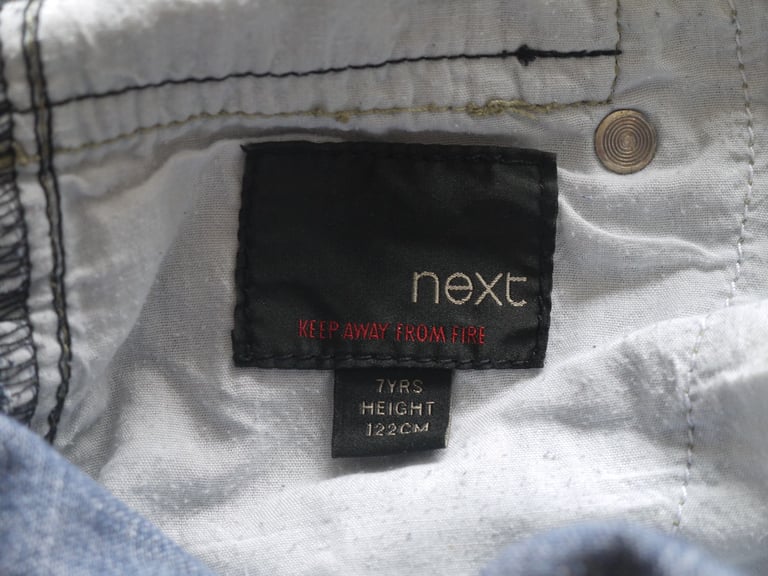 next
KEEP AWAY FROM FIRE
7YRS
HEIGHT
122CM